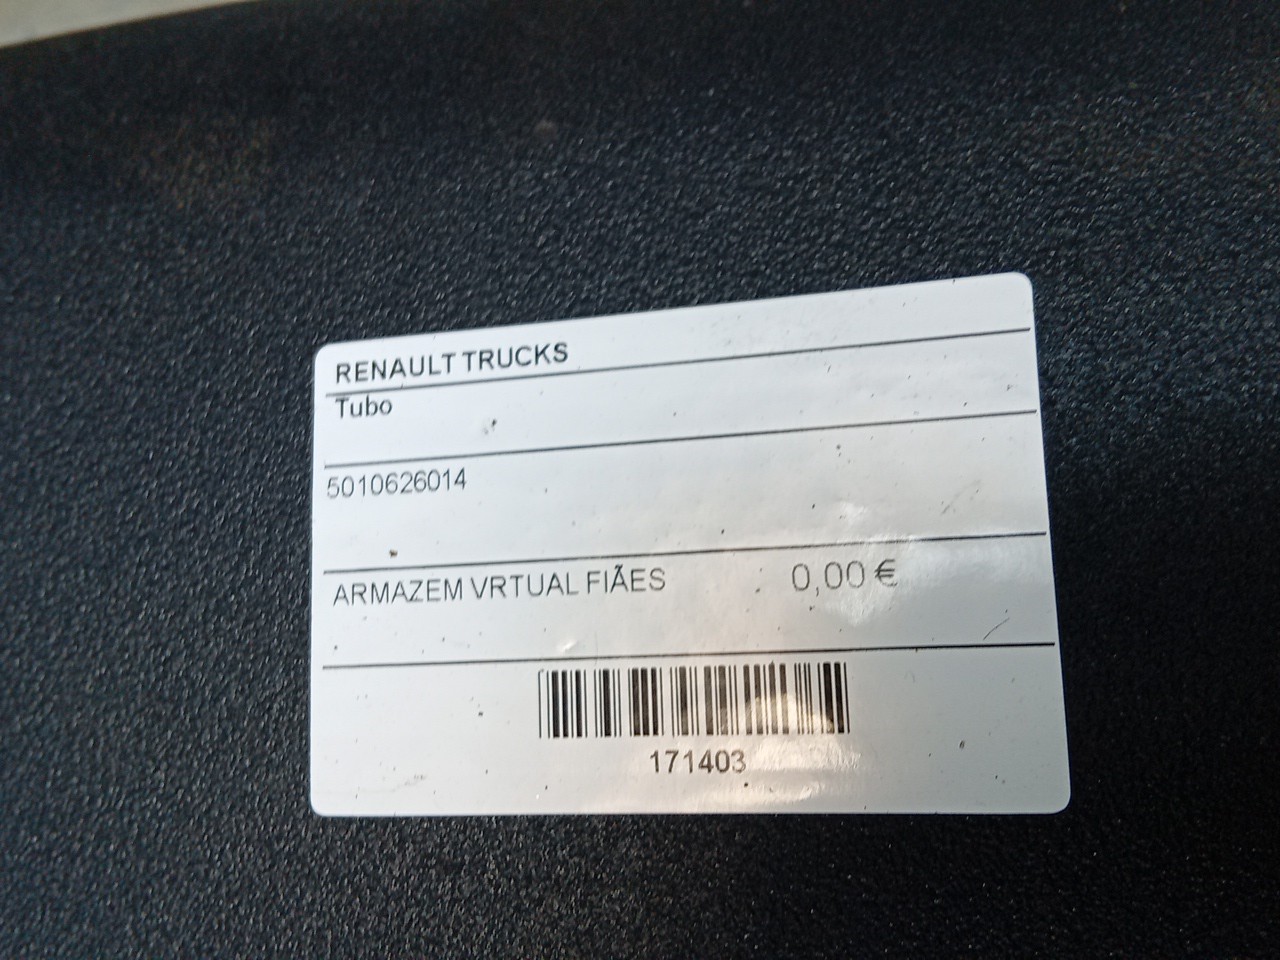 RENAULT TRUCKS
Tubo
5010626014
ARMAZEM VRTUAL FIÃES 0,00 €
171403